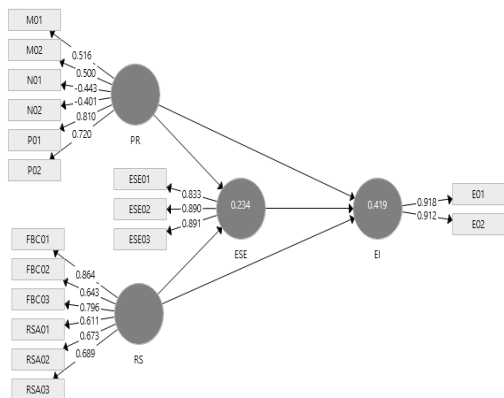 M01
0.516
M02
0.500
N01
-0.443
N02
-0.401
P01
0.810
P02
0.720
PR
ESE01
0.833
ESE02
0.890
ESE03
0.891
0.234
ESE
0.419
EI
0.918
E01
0.912
E02
FBC01
0.864
FBC02
0.643
FBC03
0.796
RSA01
0.611
RSA02
0.673
RSA03
0.689
RS